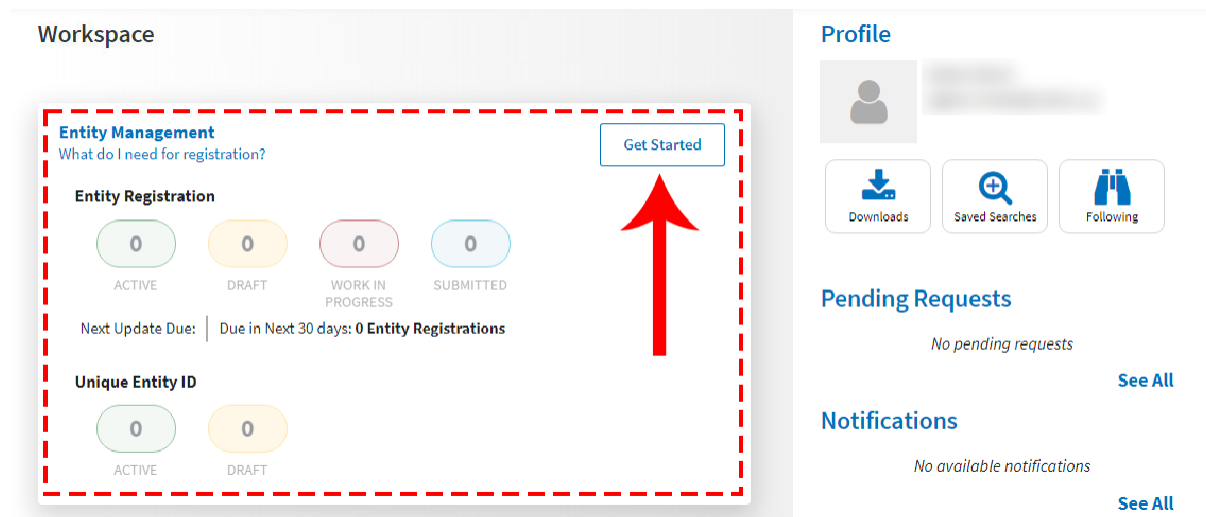 Workspace
Entity Management
What do I need for registration?
Get Started
Entity Registration
0 0 0 0
ACTIVE DRAFT WORK IN PROGRESS SUBMITTED
Next Update Due: Due in Next 30 days: 0 Entity Registrations
Unique Entity ID
0 0
ACTIVE DRAFT
Profile
Downloads Saved Searches Following
Pending Requests
No pending requests
See All
Notifications
No available notifications
See All